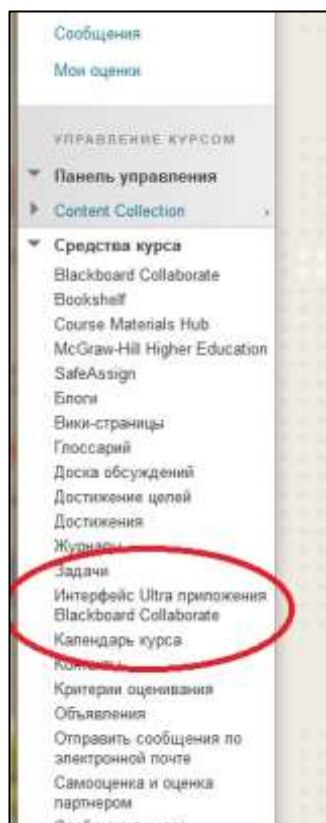 Сообщения
Мои оценки
УПРАВЛЕНИЕ КУРСОМ
Панель управления
Content Collection
Средства курса
Blackboard Collaborate
Bookshelf
Course Materials Hub
McGraw-Hill Higher Education
SafeAssign
Блоги
Вики-страницы
Глоссарий
Доска обсуждений
Достижение целей
Достижения
Журналы
Задачи
Интерфейс Ultra приложения
Blackboard Collaborate
Календарь курса
Контакты
Критерии оценивания
Объявления
Отправить сообщения по
электронной почте
Самооценка и оценка
партнером